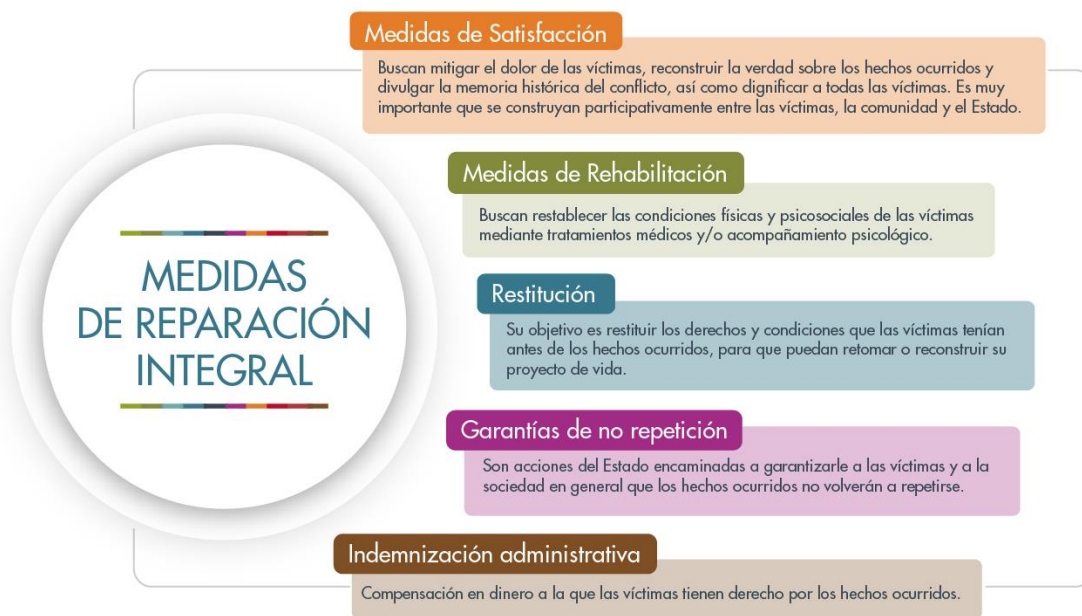 Medidas de Satisfacción
Buscan mitigar el dolor de las víctimas, reconstruir la verdad sobre los hechos ocurridos y
divulgar la memoria histórica del conflicto, así como dignificar a todas las víctimas. Es muy
importante que se construyan participativamente entre las víctimas, la comunidad y el Estado.
Medidas de Rehabilitación
Buscan restablecer las condiciones físicas y psicosociales de las víctimas
mediante tratamientos médicos y/o acompañamiento psicológico.
MEDIDAS
DE REPARACIÓN
INTEGRAL
Restitución
Su objetivo es restituir los derechos y condiciones que las víctimas tenían
antes de los hechos ocurridos, para que puedan retomar o reconstruir su
proyecto de vida.
Garantías de no repetición
Son acciones del Estado encaminadas a garantizarle a las víctimas y a la
sociedad en general que los hechos ocurridos no volverán a repetirse.
Indemnización administrativa
Compensación en dinero a la que las víctimas tienen derecho por los hechos ocurridos.